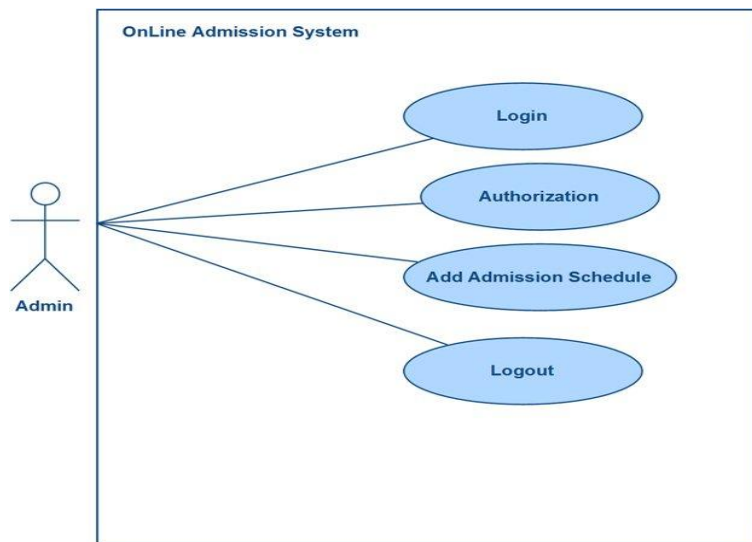 OnLine Admission System
Login
Authorization
Add Admission Schedule
Admin
Logout